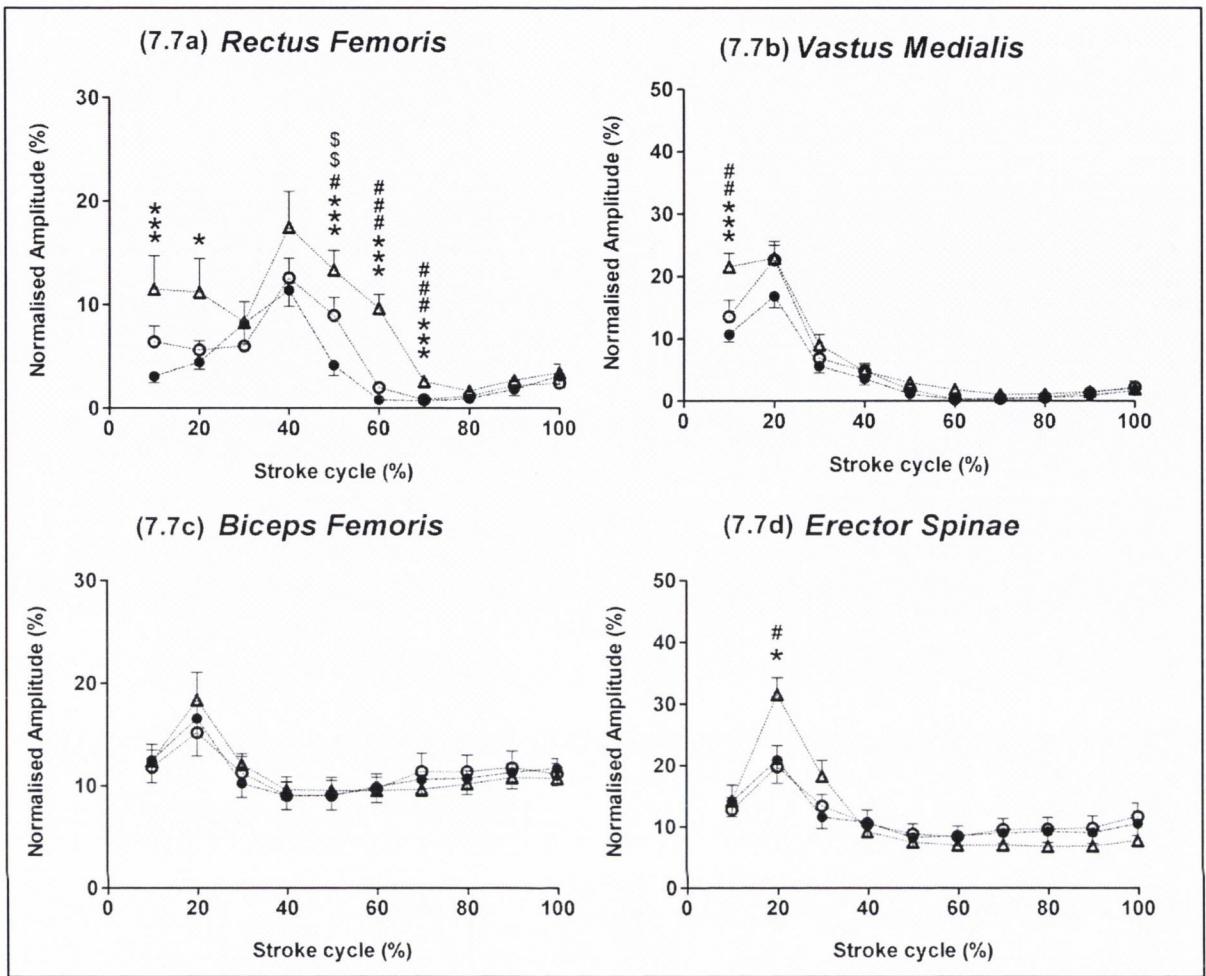 (7.7a) Rectus Femoris
30
20
10
0
Normalised Amplitude (%)
***
*
$$#***
###***
###***
0 20 40 60 80 100
Stroke cycle (%)
(7.7b) Vastus Medialis
50
40
30
20
10
0
Normalised Amplitude (%)
##***
0 20 40 60 80 100
Stroke cycle (%)
(7.7c) Biceps Femoris
30
20
10
0
Normalised Amplitude (%)
0 20 40 60 80 100
Stroke cycle (%)
(7.7d) Erector Spinae
50
40
30
20
10
0
Normalised Amplitude (%)
#
*
0 20 40 60 80 100
Stroke cycle (%)